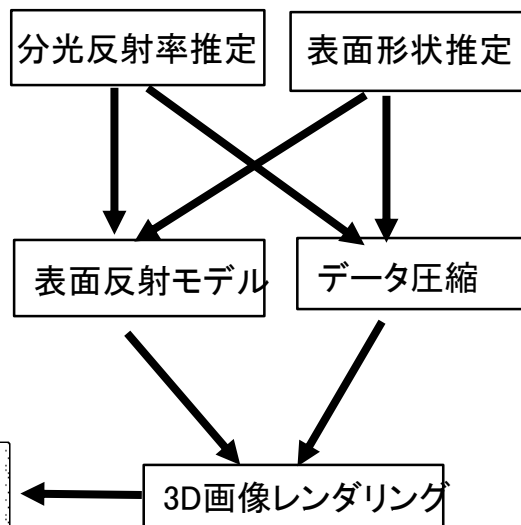 分光反射率推定
表面形状推定
表面反射モデル
データ圧縮
3D画像レンダリング